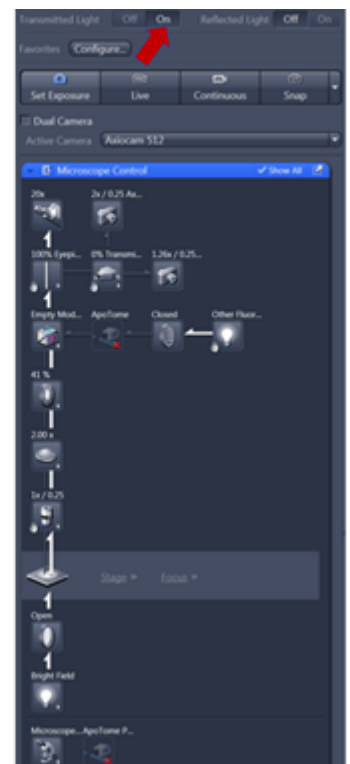 Transmitted Light Off On Reflected Light Off On
Favorites Configure...
Set Exposure Live Continuous Snap
Dual Camera
Active Camera Axiocam 512
Microscope Control Show All
20x 2x / 0.25 Ax...
100% Eyepi... 0% Transmi... 1.26x / 0.25...
Empty Mod... ApoTome Closed Other Fluor...
41 %
2.00 x
1x / 0.25
Stage Focus
Open
Bright Field
Microscope... ApoTome P...